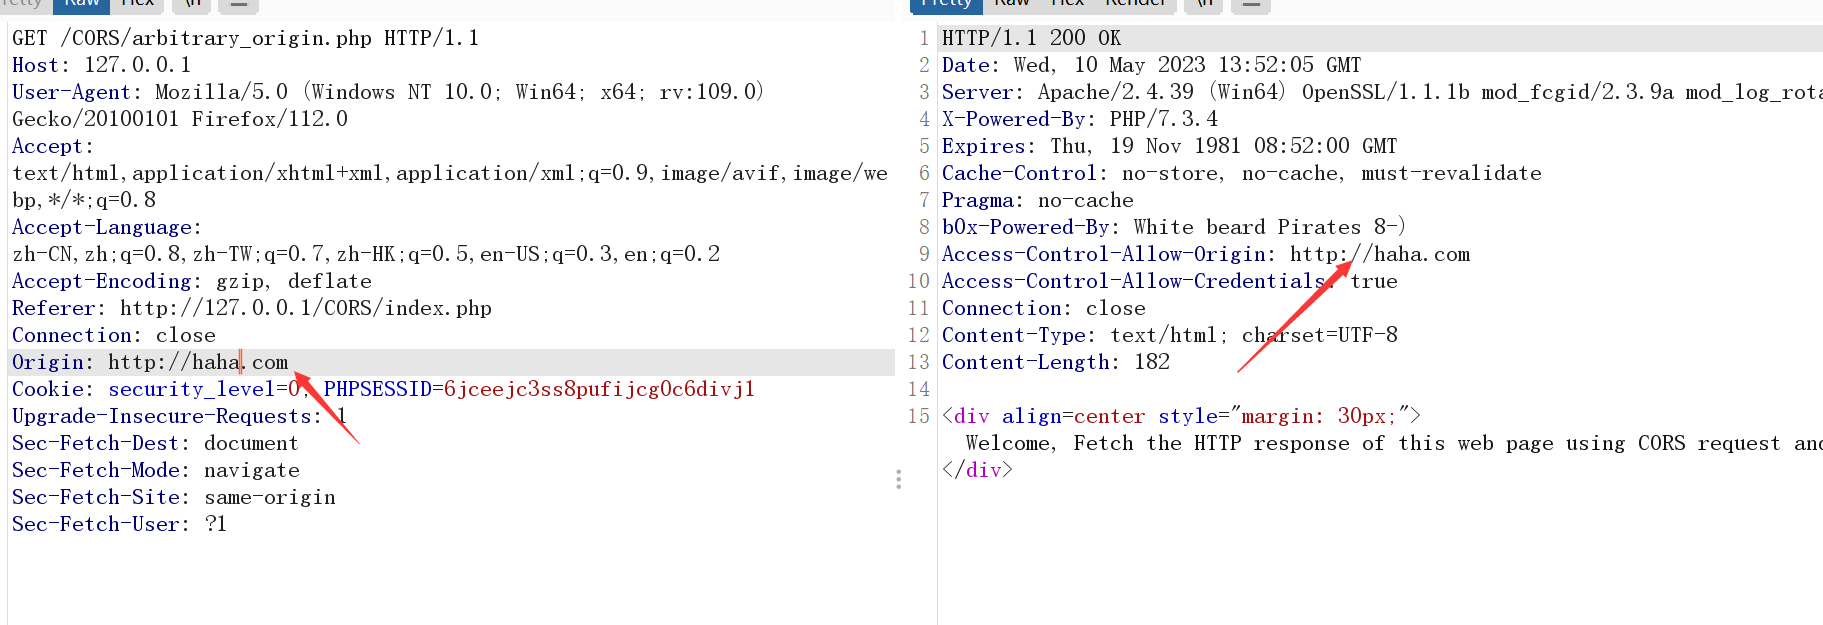 Pretty Raw Hex \n
GET /CORS/arbitrary_origin.php HTTP/1.1
Host: 127.0.0.1
User-Agent: Mozilla/5.0 (Windows NT 10.0; Win64; x64; rv:109.0)
Gecko/20100101 Firefox/112.0
Accept:
text/html,application/xhtml+xml,application/xml;q=0.9,image/avif,image/we
bp,*/*;q=0.8
Accept-Language:
zh-CN,zh;q=0.8,zh-TW;q=0.7,zh-HK;q=0.5,en-US;q=0.3,en;q=0.2
Accept-Encoding: gzip, deflate
Referer: http://127.0.0.1/CORS/index.php
Connection: close
Origin: http://haha.com
Cookie: security_level=0; PHPSESSID=6jceejc3ss8pufijcg0c6divj1
Upgrade-Insecure-Requests: 1
Sec-Fetch-Dest: document
Sec-Fetch-Mode: navigate
Sec-Fetch-Site: same-origin
Sec-Fetch-User: ?1
Pretty Raw Hex Render \n
1 HTTP/1.1 200 OK
2 Date: Wed, 10 May 2023 13:52:05 GMT
3 Server: Apache/2.4.39 (Win64) OpenSSL/1.1.1b mod_fcgid/2.3.9a mod_log_rota
4 X-Powered-By: PHP/7.3.4
5 Expires: Thu, 19 Nov 1981 08:52:00 GMT
6 Cache-Control: no-store, no-cache, must-revalidate
7 Pragma: no-cache
8 b0x-Powered-By: White beard Pirates 8-)
9 Access-Control-Allow-Origin: http://haha.com
10 Access-Control-Allow-Credentials: true
11 Connection: close
12 Content-Type: text/html; charset=UTF-8
13 Content-Length: 182
14
15 <div align=center style="margin: 30px;">
Welcome, Fetch the HTTP response of this web page using CORS request and
</div>